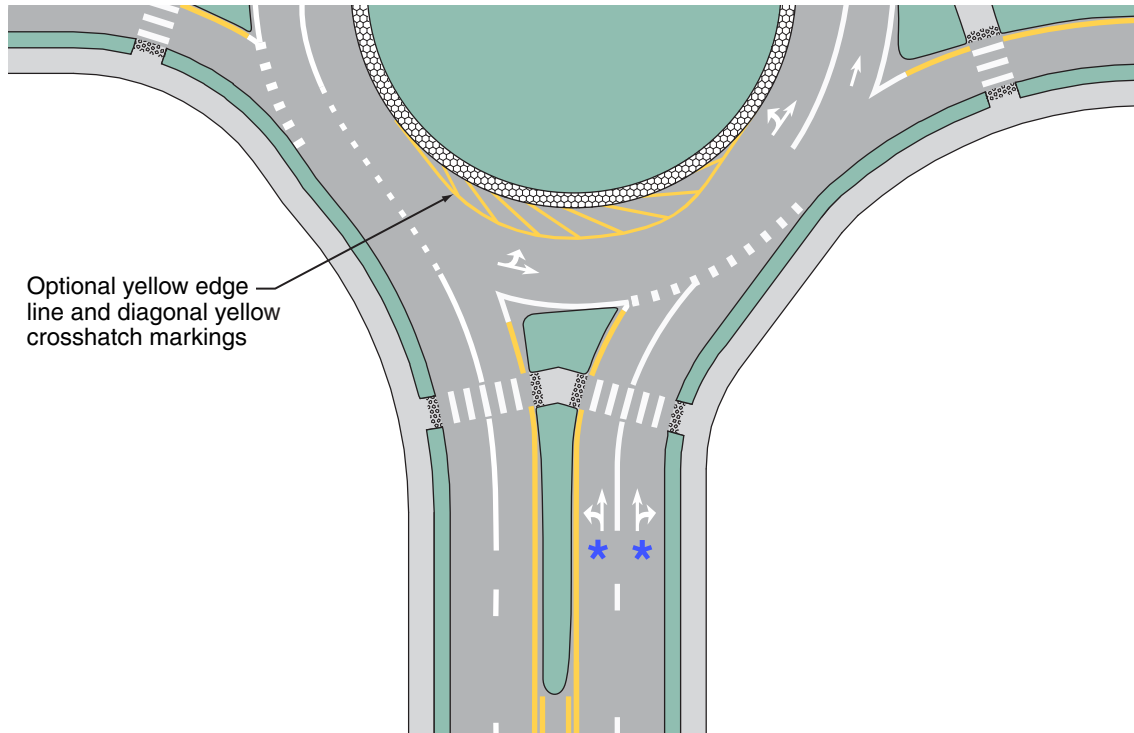 Optional yellow edge
line and diagonal yellow
crosshatch markings
* *